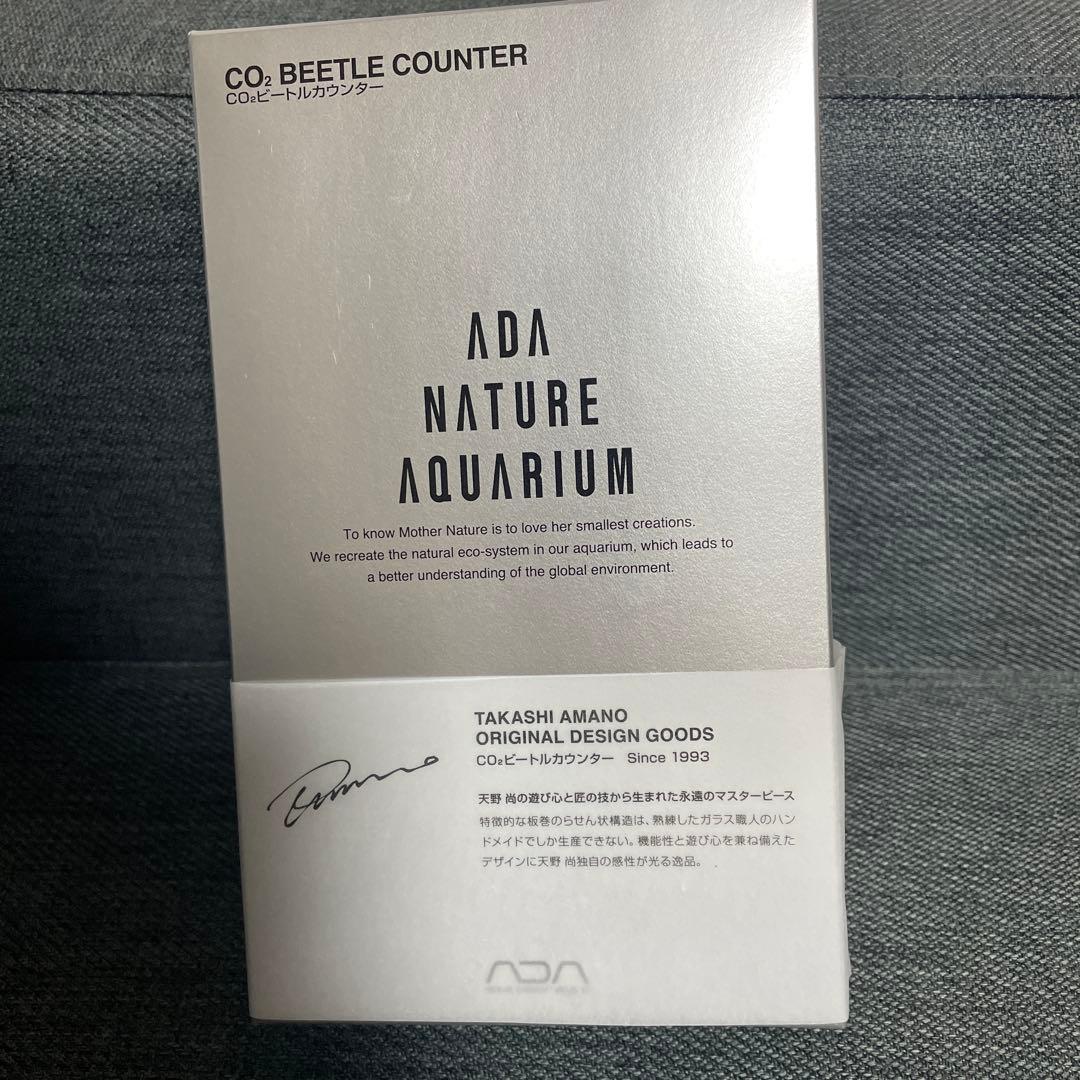 CO₂ BEETLE COUNTER
CO₂ビートルカウンター
ADA
NATURE
AQUARIUM
To know Mother Nature is to love her smallest creations.
We recreate the natural eco-system in our aquarium, which leads to
a better understanding of the global environment.
TAKASHI AMANO
ORIGINAL DESIGN GOODS
CO₂ビートルカウンター Since 1993
天野 尚の遊び心と匠の技から生まれた永遠のマスターピース
特徴的な板巻のらせん状構造は、熟練したガラス職人のハン
ドメイドでしか生産できない。機能性と遊び心を兼ね備えた
デザインに天野 尚独自の感性が光る逸品。
ADA